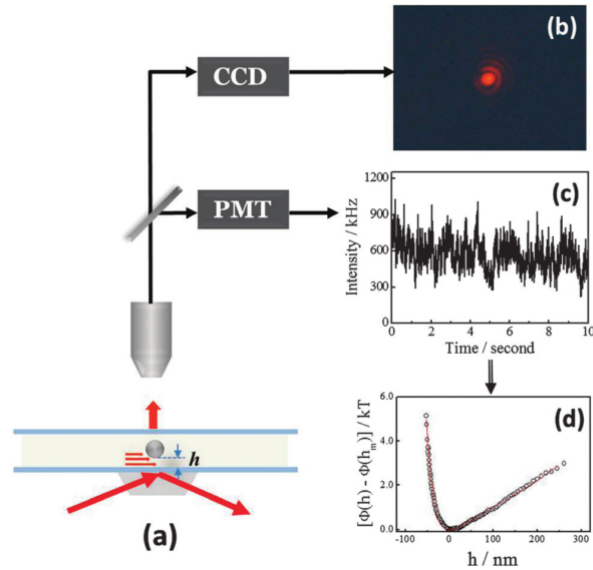 (b)
CCD
(c)
PMT
Intensity / kHz
1200
900
600
300
0
0 2 4 6 8 10
Time / second
h
(a)
(d)
[Φ(h) - Φ(h_m)] / kT
6.0
4.0
2.0
0.0
-100 0 100 200 300
h / nm